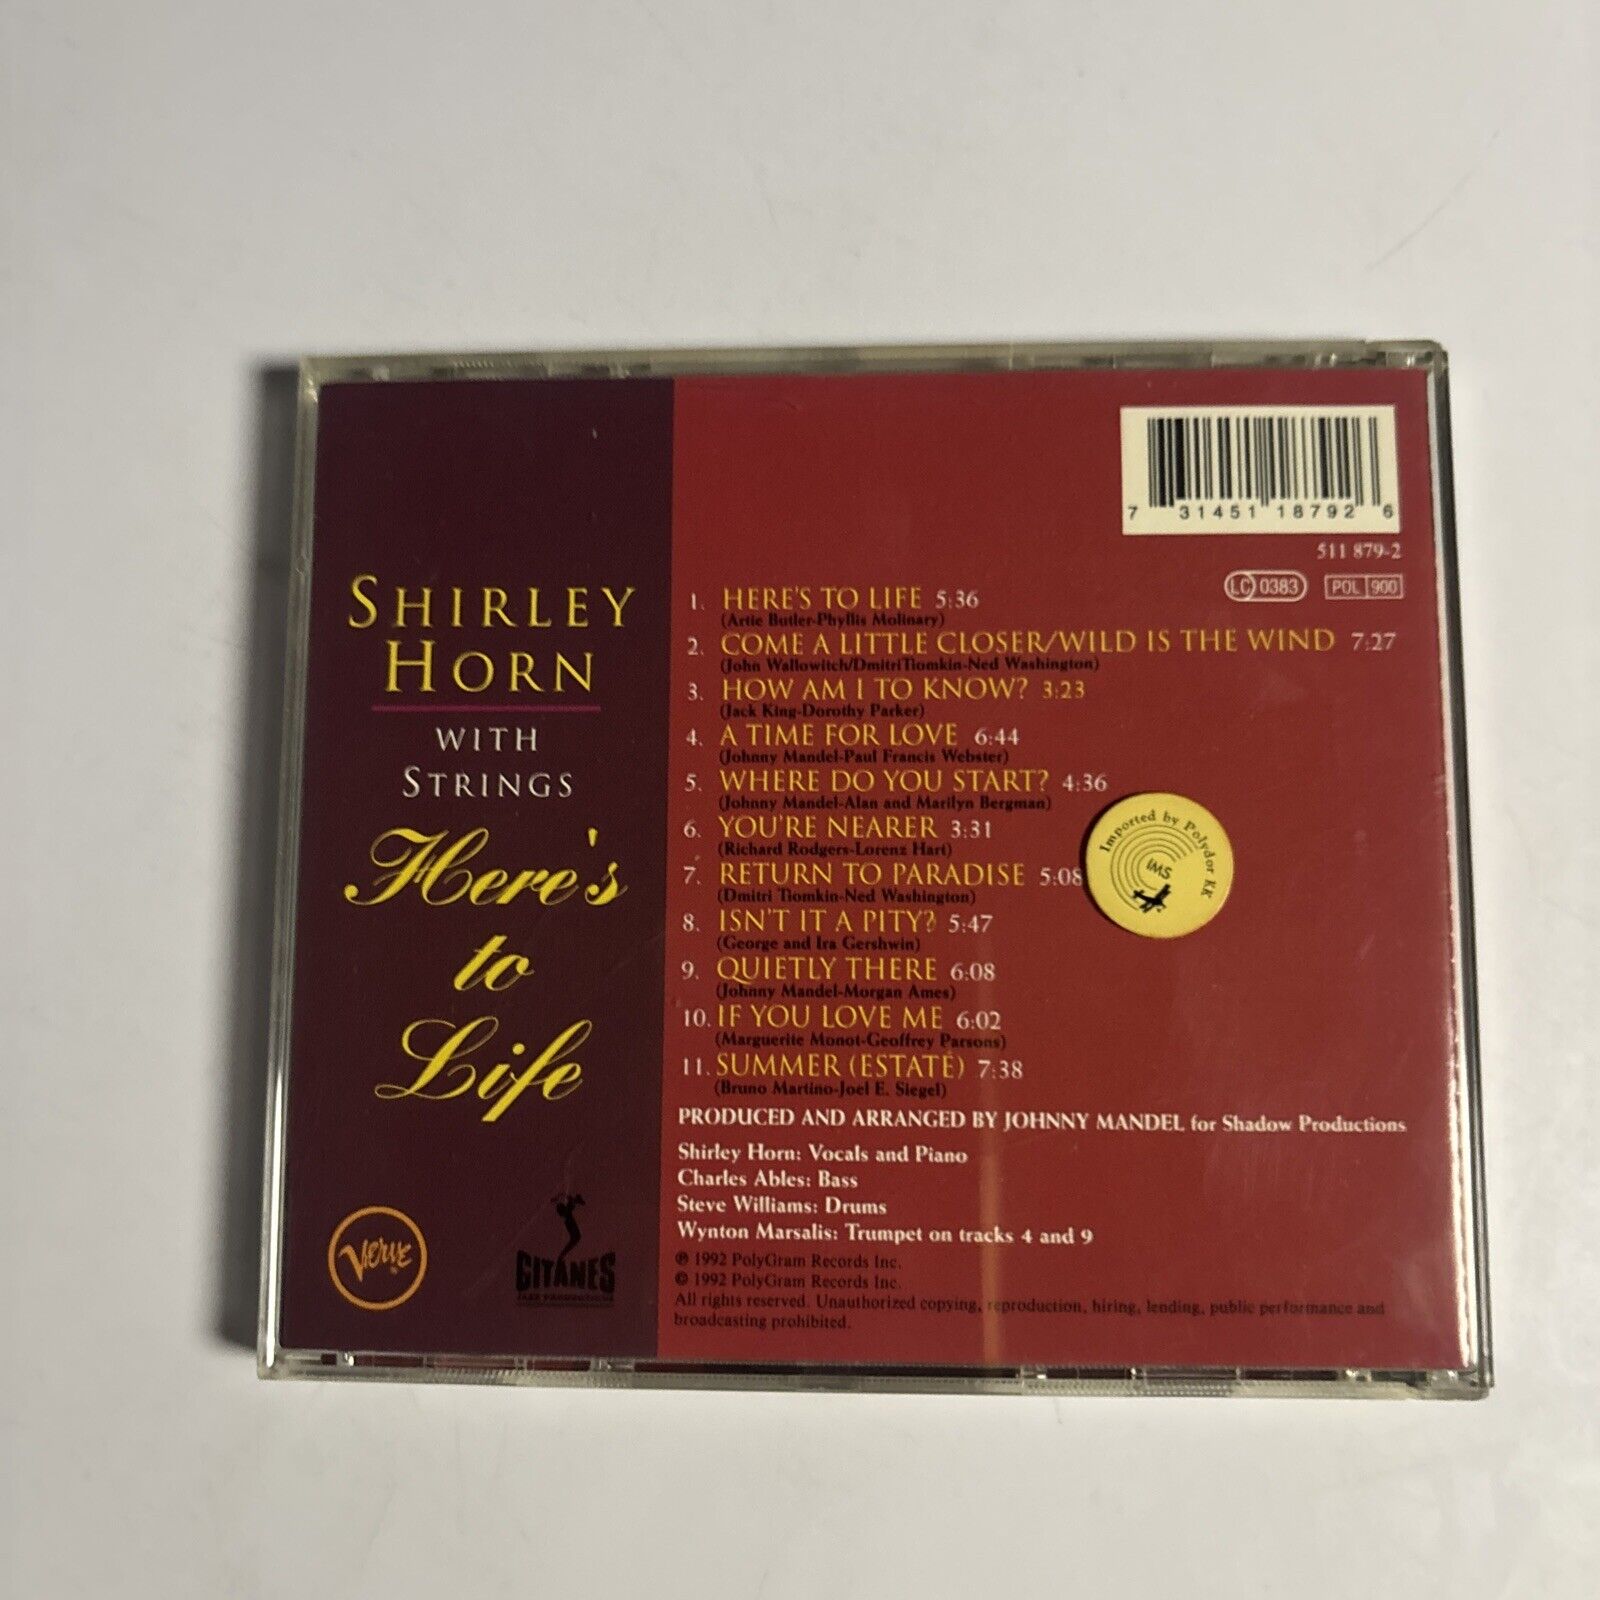 SHIRLEY
HORN
WITH
STRINGS
Here's
to
Life
VERVE
GITANES
JAZZ PRODUCTIONS
7 31451 18792 6
511 879-2
LC 0383 POL 900
1. HERE'S TO LIFE 5:36
(Artie Butler-Phyllis Molinary)
2. COME A LITTLE CLOSER/WILD IS THE WIND 7:27
(John Wallowitch/DmitriTiomkin-Ned Washington)
3. HOW AM I TO KNOW? 3:23
(Jack King-Dorothy Parker)
4. A TIME FOR LOVE 6:44
(Johnny Mandel-Paul Francis Webster)
5. WHERE DO YOU START? 4:36
(Johnny Mandel-Alan and Marilyn Bergman)
6. YOU'RE NEARER 3:31
(Richard Rodgers-Lorenz Hart)
7. RETURN TO PARADISE 5:08
(Dmitri Tiomkin-Ned Washington)
8. ISN'T IT A PITY? 5:47
(George and Ira Gershwin)
9. QUIETLY THERE 6:08
(Johnny Mandel-Morgan Ames)
10. IF YOU LOVE ME 6:02
(Marguerite Monot-Geoffrey Parsons)
11. SUMMER (ESTATÉ) 7:38
(Bruno Martino-Joel E. Siegel)
Imported by Polydor KK
IMS
PRODUCED AND ARRANGED BY JOHNNY MANDEL for Shadow Productions
Shirley Horn: Vocals and Piano
Charles Ables: Bass
Steve Williams: Drums
Wynton Marsalis: Trumpet on tracks 4 and 9
℗ 1992 PolyGram Records Inc.
© 1992 PolyGram Records Inc.
All rights reserved. Unauthorized copying, reproduction, hiring, lending, public performance and
broadcasting prohibited.